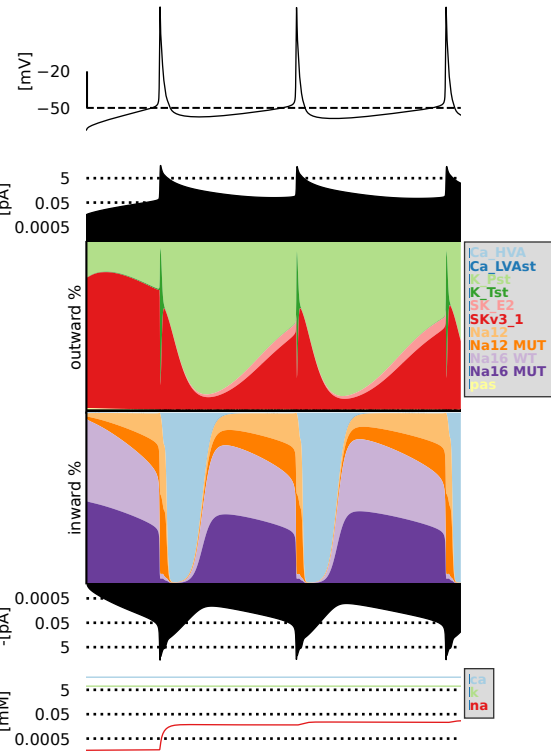 [mV]
−20
−50
[pA]
5
0.05
0.0005
outward %
Ca_HVA
Ca_LVAst
K_Pst
K_Tst
SK_E2
SKv3_1
Na12
Na12 MUT
Na16 WT
Na16 MUT
pas
inward %
-[pA]
0.0005
0.05
5
[mM]
5
0.05
0.0005
ca
k
na